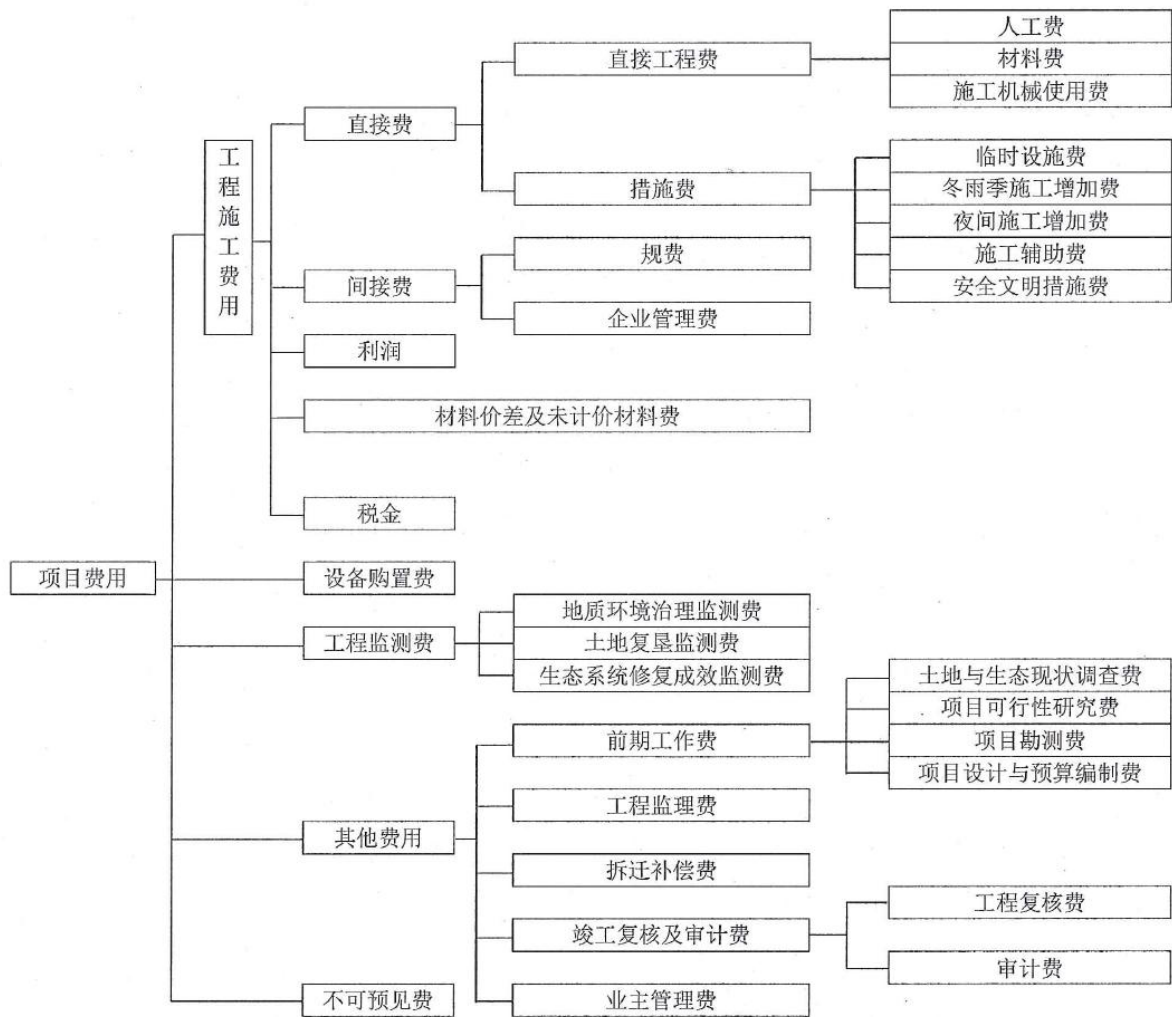 人工费
直接工程费
材料费
施工机械使用费
直接费
工程施工费用
临时设施费
措施费
冬雨季施工增加费
夜间施工增加费
规费
施工辅助费
间接费
安全文明措施费
企业管理费
利润
材料价差及未计价材料费
税金
项目费用
设备购置费
地质环境治理监测费
工程监测费
土地复垦监测费
生态系统修复成效监测费
土地与生态现状调查费
项目可行性研究费
前期工作费
项目勘测费
项目设计与预算编制费
工程监理费
其他费用
拆迁补偿费
工程复核费
竣工复核及审计费
审计费
不可预见费
业主管理费